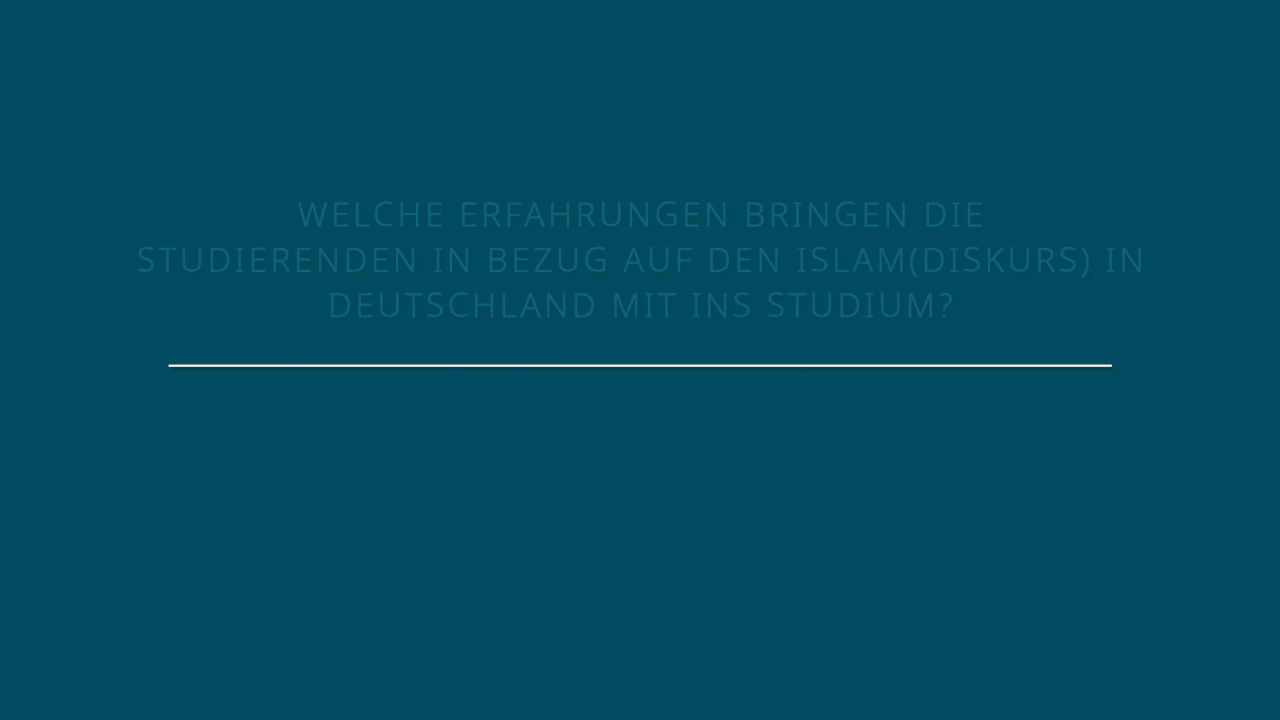 WELCHE ERFAHRUNGEN BRINGEN DIE
STUDIERENDEN IN BEZUG AUF DEN ISLAM(DISKURS) IN
DEUTSCHLAND MIT INS STUDIUM?